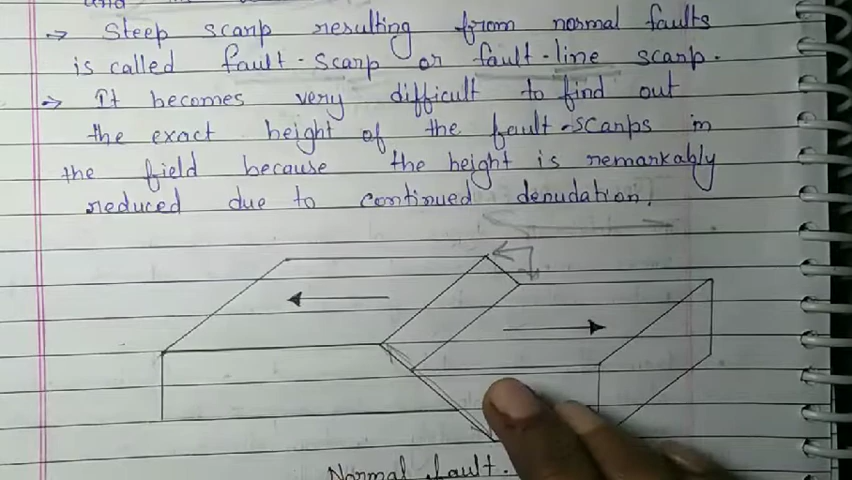 → Steep scarp resulting from normal faults
is called fault-scarp or fault-line scarp.
→ It becomes very difficult to find out
the exact height of the fault-scarps in
the field because the height is remarkably
reduced due to continued denudation.
Normal fault.